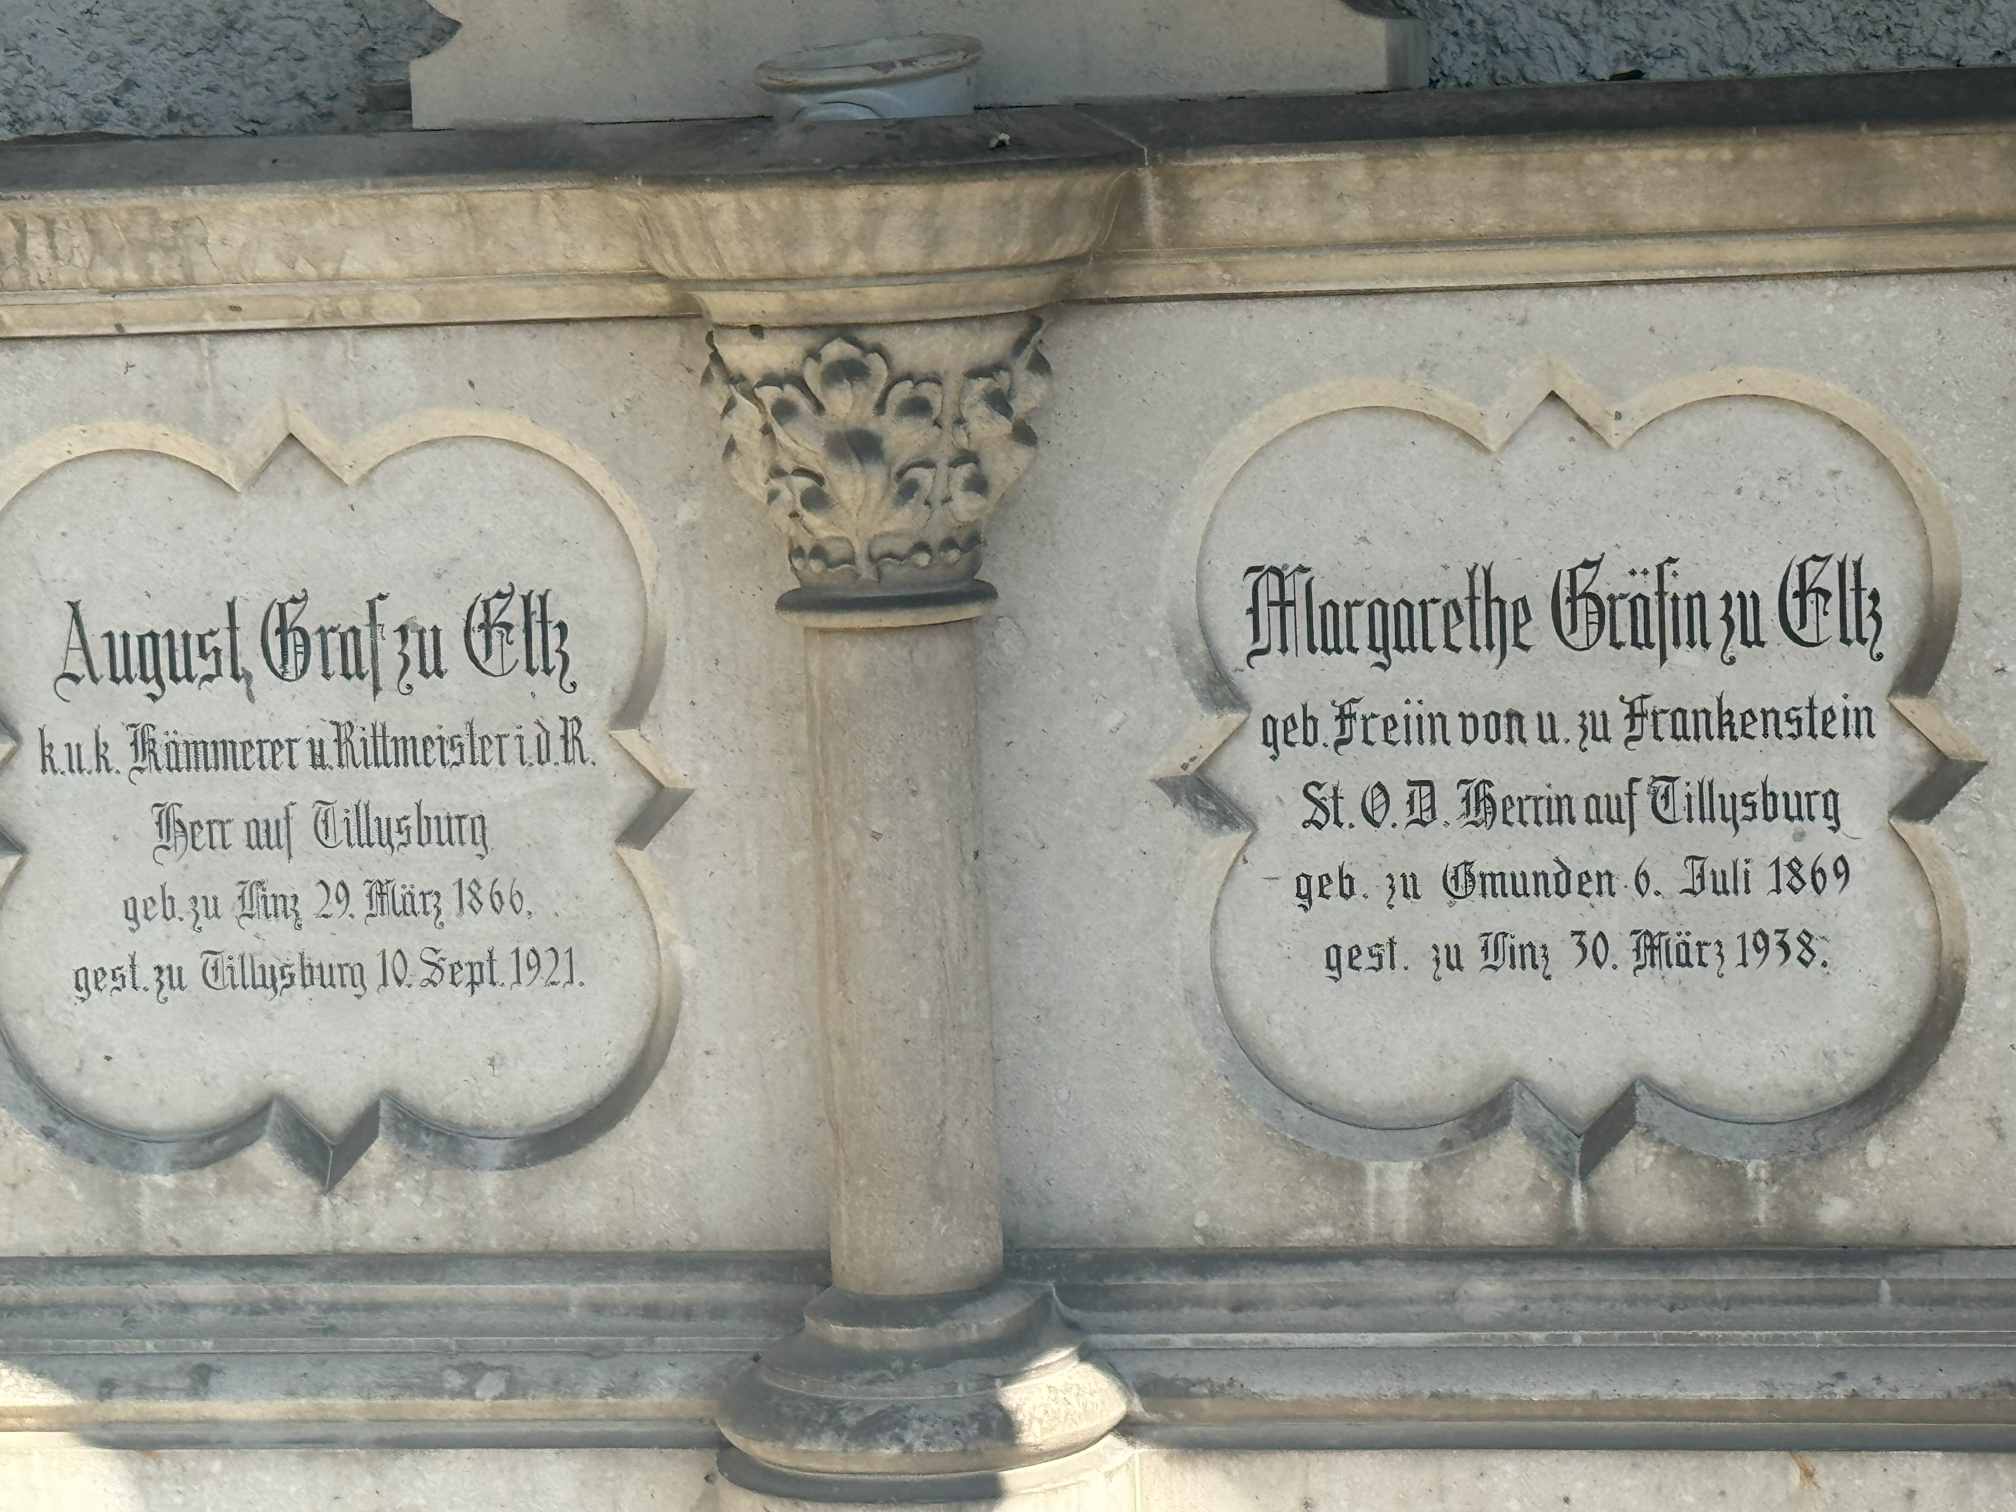 August, Graf zu Eltz
k.u.k. Kämmerer u. Rittmeister i.d.R.
Herr auf Tillysburg
geb. zu Linz 29. März 1866.
gest. zu Tillysburg 10. Sept. 1921.
Margarethe Gräfin zu Eltz
geb. Freiin von u. zu Frankenstein
St. O. D. Herrin auf Tillysburg
geb. zu Gmunden 6. Juli 1869
gest. zu Linz 30. März 1938.